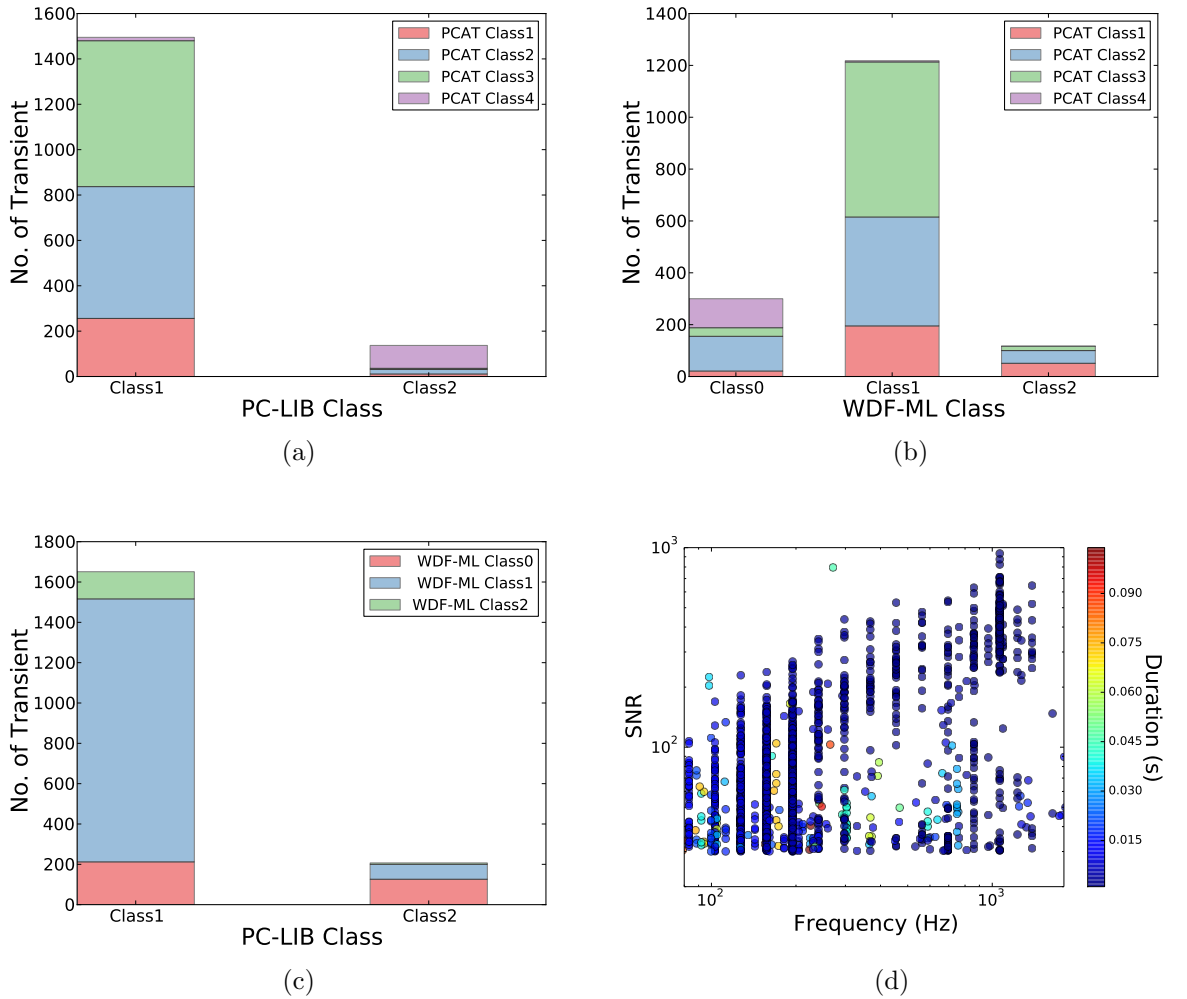 1600
1400
1200
1000
800
600
400
200
0
No. of Transient
PCAT Class1
PCAT Class2
PCAT Class3
PCAT Class4
Class1 Class2
PC-LIB Class
(a)
1400
1200
1000
800
600
400
200
0
No. of Transient
PCAT Class1
PCAT Class2
PCAT Class3
PCAT Class4
Class0 Class1 Class2
WDF-ML Class
(b)
1800
1600
1400
1200
1000
800
600
400
200
0
No. of Transient
WDF-ML Class0
WDF-ML Class1
WDF-ML Class2
Class1 Class2
PC-LIB Class
(c)
10³
10²
SNR
10² 10³
Frequency (Hz)
0.090
0.075
0.060
0.045
0.030
0.015
Duration (s)
(d)